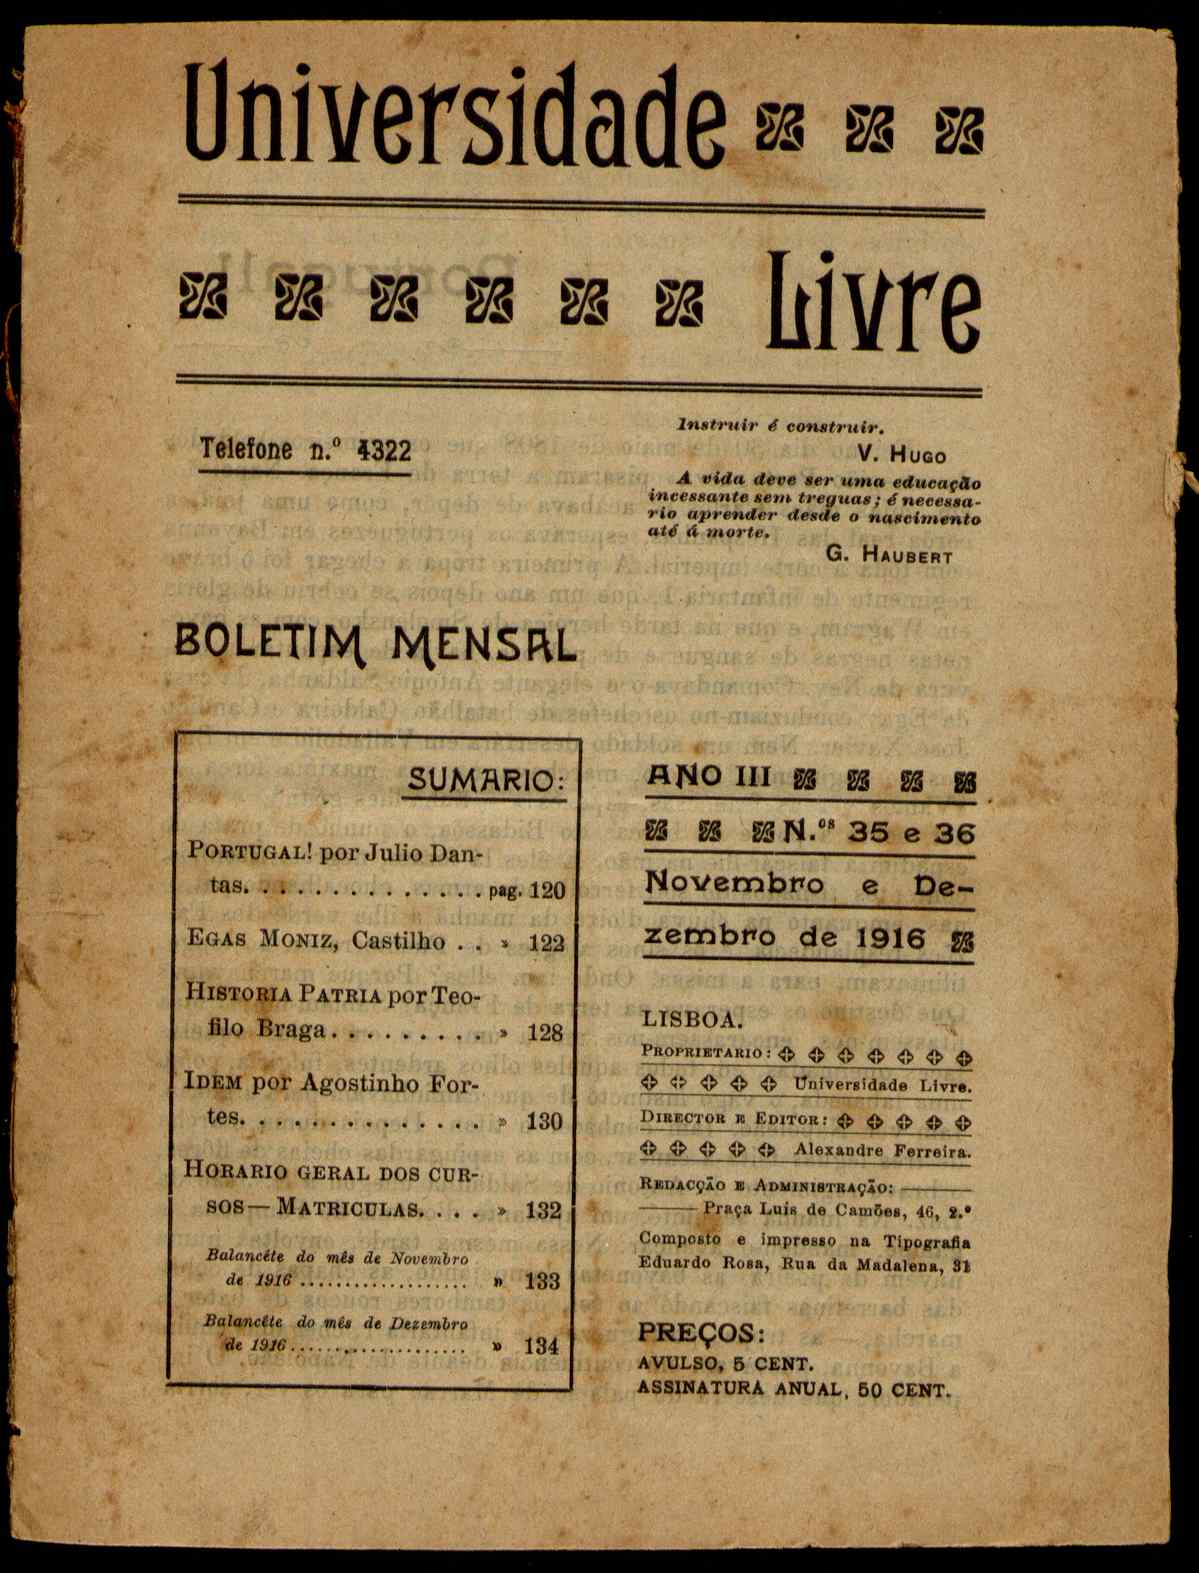 Universidade
Livre
Telefone n.º 4322
Instruir é construir.
V. HUGO
A vida deve ser uma educação
incessante sem treguas; é necessa-
rio aprender desde o nascimento
até á morte.
G. HAUBERT
BOLETIM MENSAL
SUMARIO:
PORTUGAL! por Julio Dan-
tas. . . . . . . . . . . . . . pag. 120
EGAS MONIZ, Castilho . . » 122
HISTORIA PATRIA por Teo-
filo Braga. . . . . . . . . » 128
IDEM por Agostinho For-
tes. . . . . . . . . . . . . . » 130
HORARIO GERAL DOS CUR-
SOS — MATRICULAS. . . . » 132
Balancête do mês de Novembro
de 1916 ................... » 133
Balancête do mês de Dezembro
de 1916.................... » 134
ANO III
N.os 35 e 36
Novembro e De-
zembro de 1916
LISBOA.
PROPRIETARIO:
Universidade Livre.
DIRECTOR E EDITOR:
Alexandre Ferreira.
REDACÇÃO E ADMINISTRAÇÃO: ———
——— Praça Luis de Camões, 46, 2.º
Composto e impresso na Tipografia
Eduardo Rosa, Rua da Madalena, 31
PREÇOS:
AVULSO, 5 CENT.
ASSINATURA ANUAL, 50 CENT.